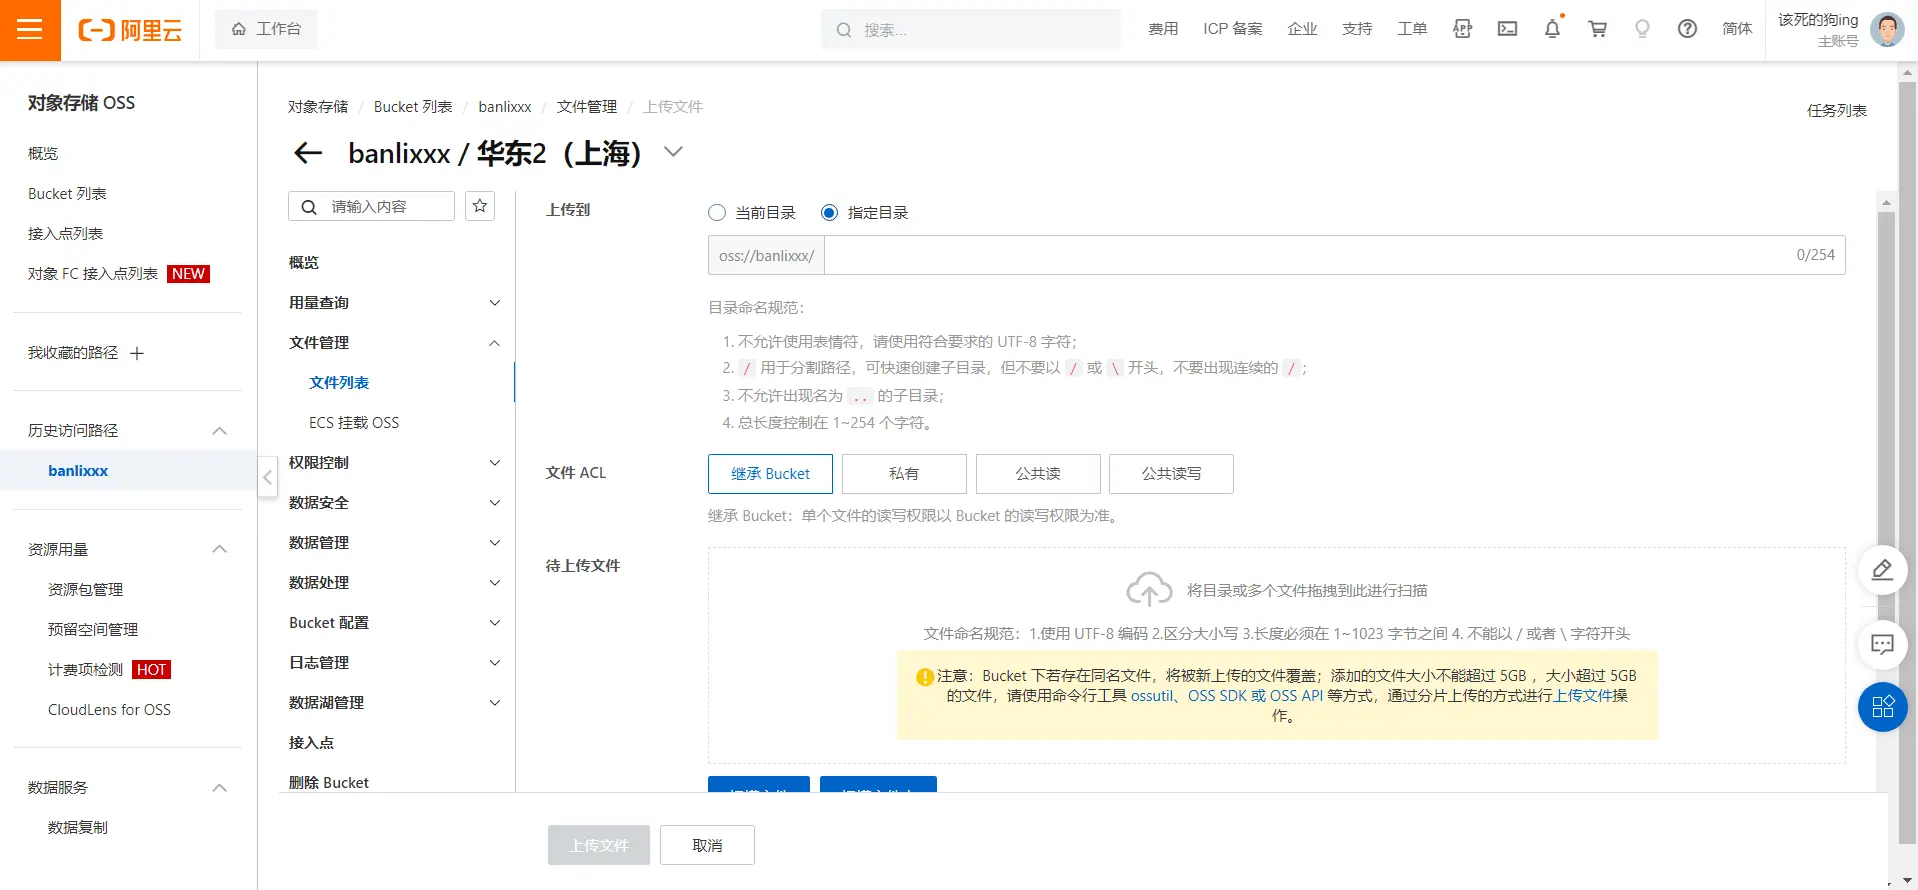 阿里云
工作台
搜索...
费用
ICP 备案
企业
支持
工单
APP
简体
该死的狗ing
主账号
对象存储 OSS
概览
Bucket 列表
接入点列表
对象 FC 接入点列表 NEW
我收藏的路径
历史访问路径
banlixxx
资源用量
资源包管理
预留空间管理
计费项检测 HOT
CloudLens for OSS
数据服务
数据复制
对象存储 / Bucket 列表 / banlixxx / 文件管理 / 上传文件
任务列表
banlixxx / 华东2（上海）
请输入内容
概览
用量查询
文件管理
文件列表
ECS 挂载 OSS
权限控制
数据安全
数据管理
数据处理
Bucket 配置
日志管理
数据湖管理
接入点
删除 Bucket
上传到
当前目录
指定目录
oss://banlixxx/
0/254
目录命名规范：
1. 不允许使用表情符，请使用符合要求的 UTF-8 字符；
2. / 用于分割路径，可快速创建子目录，但不要以 / 或 \ 开头，不要出现连续的 / ；
3. 不允许出现名为 .. 的子目录；
4. 总长度控制在 1~254 个字符。
文件 ACL
继承 Bucket
私有
公共读
公共读写
继承 Bucket：单个文件的读写权限以 Bucket 的读写权限为准。
待上传文件
将目录或多个文件拖拽到此进行扫描
文件命名规范：1.使用 UTF-8 编码 2.区分大小写 3.长度必须在 1~1023 字节之间 4. 不能以 / 或者 \ 字符开头
注意：Bucket 下若存在同名文件，将被新上传的文件覆盖；添加的文件大小不能超过 5GB ，大小超过 5GB
的文件，请使用命令行工具 ossutil、OSS SDK 或 OSS API 等方式，通过分片上传的方式进行上传文件操
作。
上传文件
取消